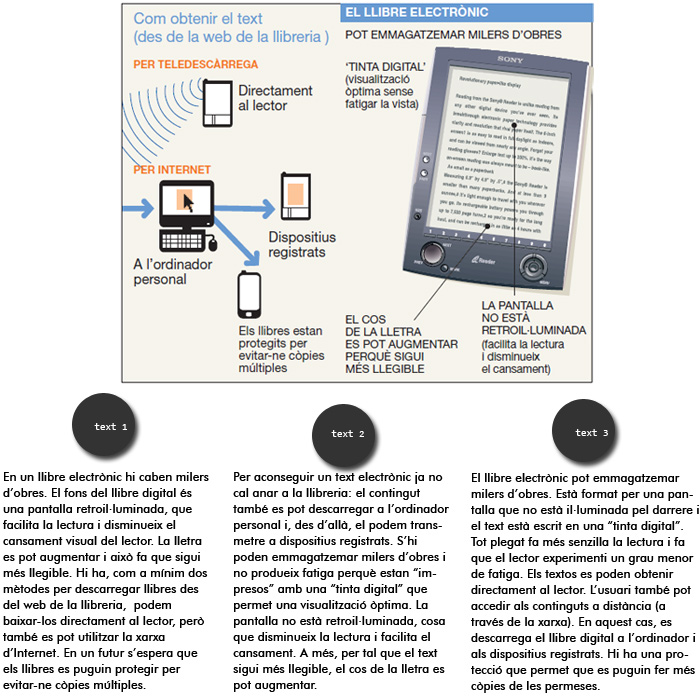 Com obtenir el text
(des de la web de la llibreria )
PER TELEDESCÀRREGA
Directament
al lector
PER INTERNET
A l'ordinador
personal
Dispositius
registrats
Els llibres estan
protegits per
evitar-ne còpies
múltiples
EL LLIBRE ELECTRÒNIC
POT EMMAGATZEMAR MILERS D'OBRES
'TINTA DIGITAL'
(visualització
òptima sense
fatigar la vista)
SONY
Revolutionary paper-like display
Reader
EL COS
DE LA LLETRA
ES POT AUGMENTAR
PERQUÈ SIGUI
MÉS LLEGIBLE
LA PANTALLA
NO ESTÀ
RETROIL·LUMINADA
(facilita la lectura
i disminueix
el cansament)
text 1
En un llibre electrònic hi caben milers
d'obres. El fons del llibre digital és
una pantalla retroil·luminada, que
facilita la lectura i disminueix el
cansament visual del lector. La lletra
es pot augmentar i això fa que sigui
més llegible. Hi ha, com a mínim dos
mètodes per descarregar llibres des
del web de la llibreria, podem
baixar-los directament al lector, però
també es pot utilitzar la xarxa
d'Internet. En un futur s'espera que
els llibres es puguin protegir per
evitar-ne còpies múltiples.
text 2
Per aconseguir un text electrònic ja no
cal anar a la llibreria: el contingut
també es pot descarregar a l'ordinador
personal i, des d'allà, el podem trans-
metre a dispositius registrats. S'hi
poden emmagatzemar milers d'obres i
no produeix fatiga perquè estan "im-
presos" amb una "tinta digital" que
permet una visualització òptima. La
pantalla no està retroil·luminada, cosa
que disminueix la lectura i facilita el
cansament. A més, per tal que el text
sigui més llegible, el cos de la lletra es
pot augmentar.
text 3
El llibre electrònic pot emmagatzemar
milers d'obres. Està format per una pan-
talla que no està il·luminada pel darrere i
el text està escrit en una "tinta digital".
Tot plegat fa més senzilla la lectura i fa
que el lector experimenti un grau menor
de fatiga. Els textos es poden obtenir
directament al lector. L'usuari també pot
accedir als continguts a distància (a
través de la xarxa). En aquest cas, es
descarrega el llibre digital a l'ordinador i
als dispositius registrats. Hi ha una pro-
tecció que permet que es puguin fer més
còpies de les permeses.